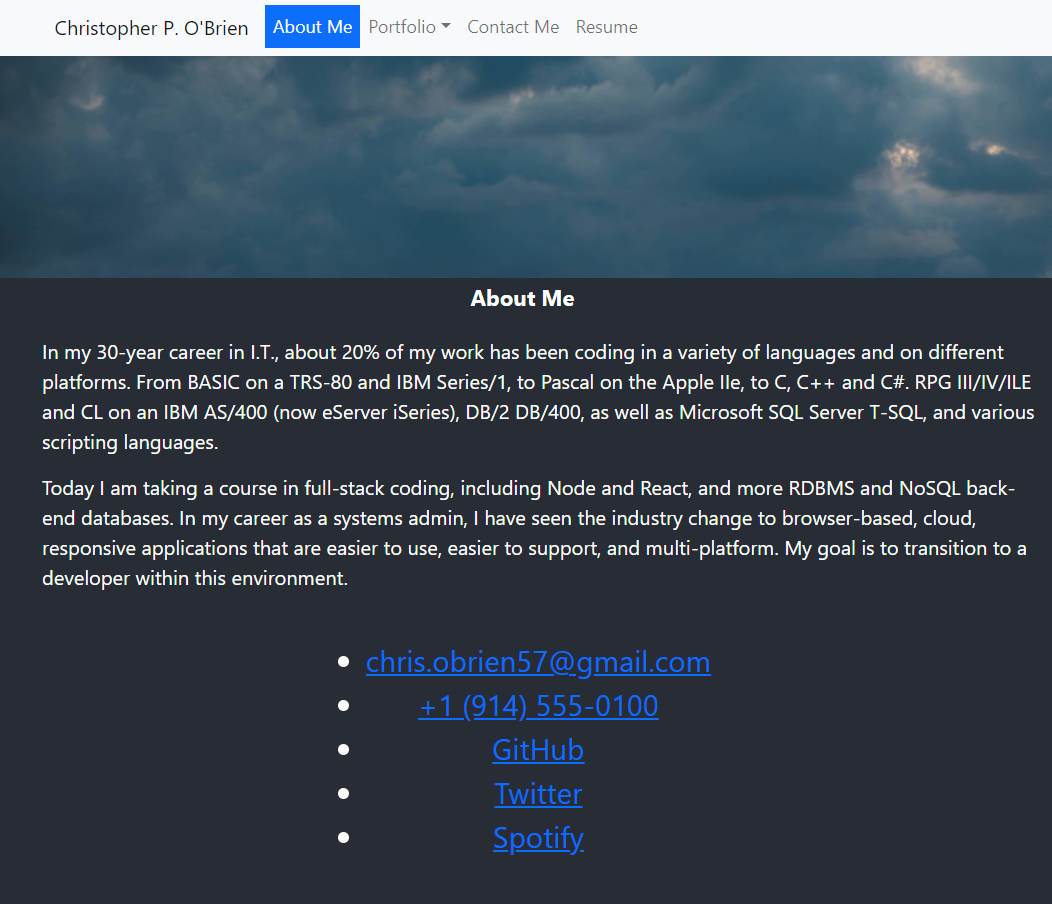 Christopher P. O'Brien About Me Portfolio Contact Me Resume
About Me
In my 30-year career in I.T., about 20% of my work has been coding in a variety of languages and on different
platforms. From BASIC on a TRS-80 and IBM Series/1, to Pascal on the Apple IIe, to C, C++ and C#. RPG III/IV/ILE
and CL on an IBM AS/400 (now eServer iSeries), DB/2 DB/400, as well as Microsoft SQL Server T-SQL, and various
scripting languages.
Today I am taking a course in full-stack coding, including Node and React, and more RDBMS and NoSQL back-
end databases. In my career as a systems admin, I have seen the industry change to browser-based, cloud,
responsive applications that are easier to use, easier to support, and multi-platform. My goal is to transition to a
developer within this environment.
chris.obrien57@gmail.com
+1 (914) 555-0100
GitHub
Twitter
Spotify